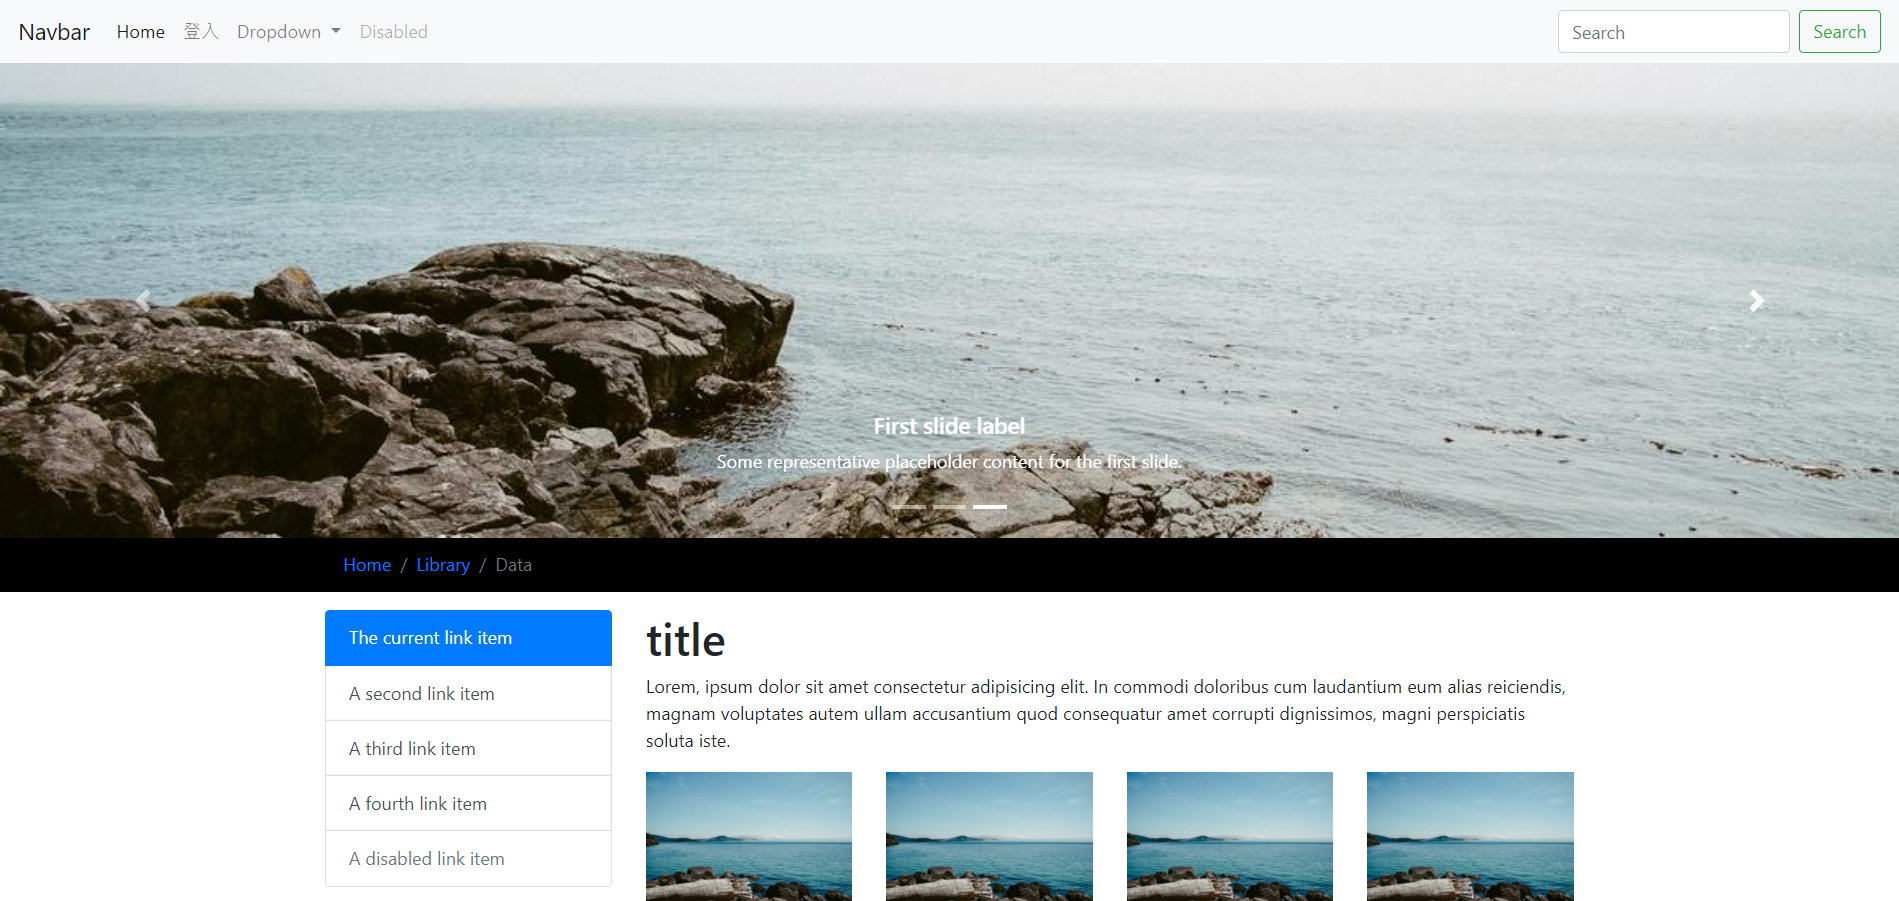 Navbar Home 登入 Dropdown Disabled Search Search
First slide label
Some representative placeholder content for the first slide.
Home / Library / Data
The current link item
A second link item
A third link item
A fourth link item
A disabled link item
title
Lorem, ipsum dolor sit amet consectetur adipisicing elit. In commodi doloribus cum laudantium eum alias reiciendis,
magnam voluptates autem ullam accusantium quod consequatur amet corrupti dignissimos, magni perspiciatis
soluta iste.